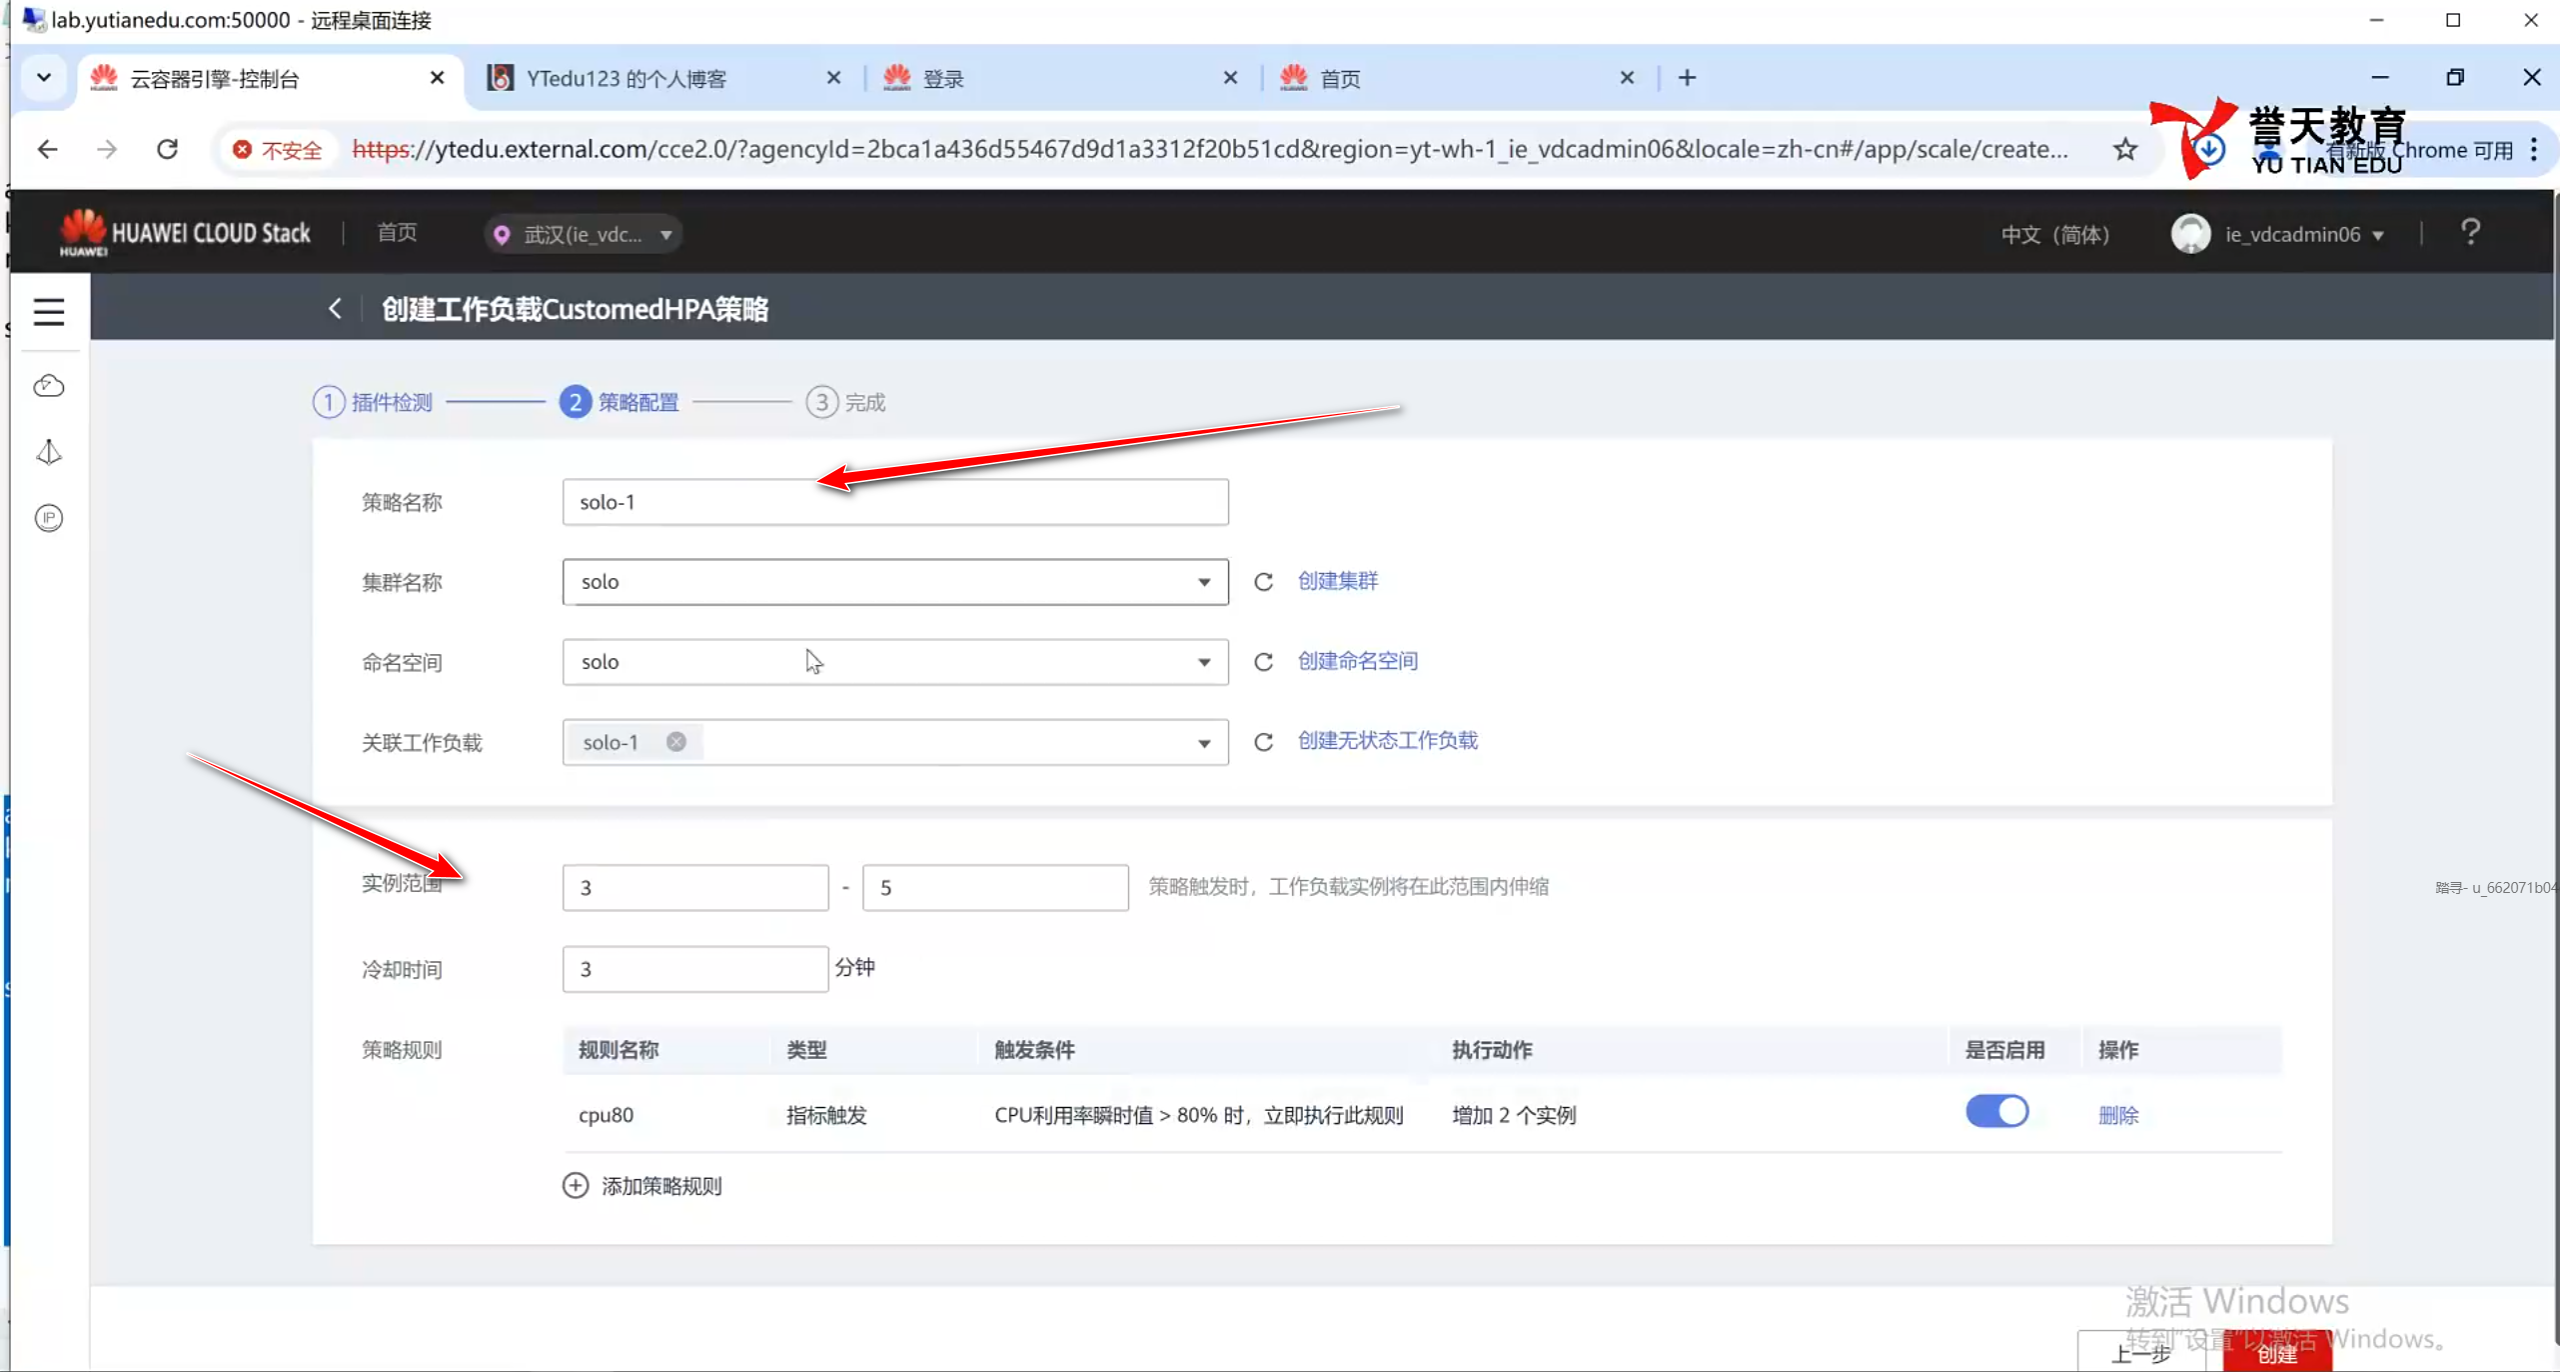 lab.yutianedu.com:50000 - 远程桌面连接
云容器引擎-控制台
YTedu123 的个人博客
登录
首页
不安全
https://ytedu.external.com/cce2.0/?agencyId=2bca1a436d55467d9d1a3312f20b51cd&region=yt-wh-1_ie_vdcadmin06&locale=zh-cn#/app/scale/create...
有新版 Chrome 可用
誉天教育
YU TIAN EDU
HUAWEI
HUAWEI CLOUD Stack
首页
武汉(ie_vdc...
中文（简体）
ie_vdcadmin06
创建工作负载CustomedHPA策略
1 插件检测
2 策略配置
3 完成
策略名称
solo-1
集群名称
solo
创建集群
命名空间
solo
创建命名空间
关联工作负载
solo-1
创建无状态工作负载
实例范围
3 - 5
策略触发时，工作负载实例将在此范围内伸缩
踏寻- u_662071b04
冷却时间
3 分钟
策略规则
规则名称 类型 触发条件 执行动作 是否启用 操作
cpu80 指标触发 CPU利用率瞬时值 > 80% 时，立即执行此规则 增加 2 个实例 删除
添加策略规则
激活 Windows
转到"设置"以激活 Windows。
上一步
创建
IP